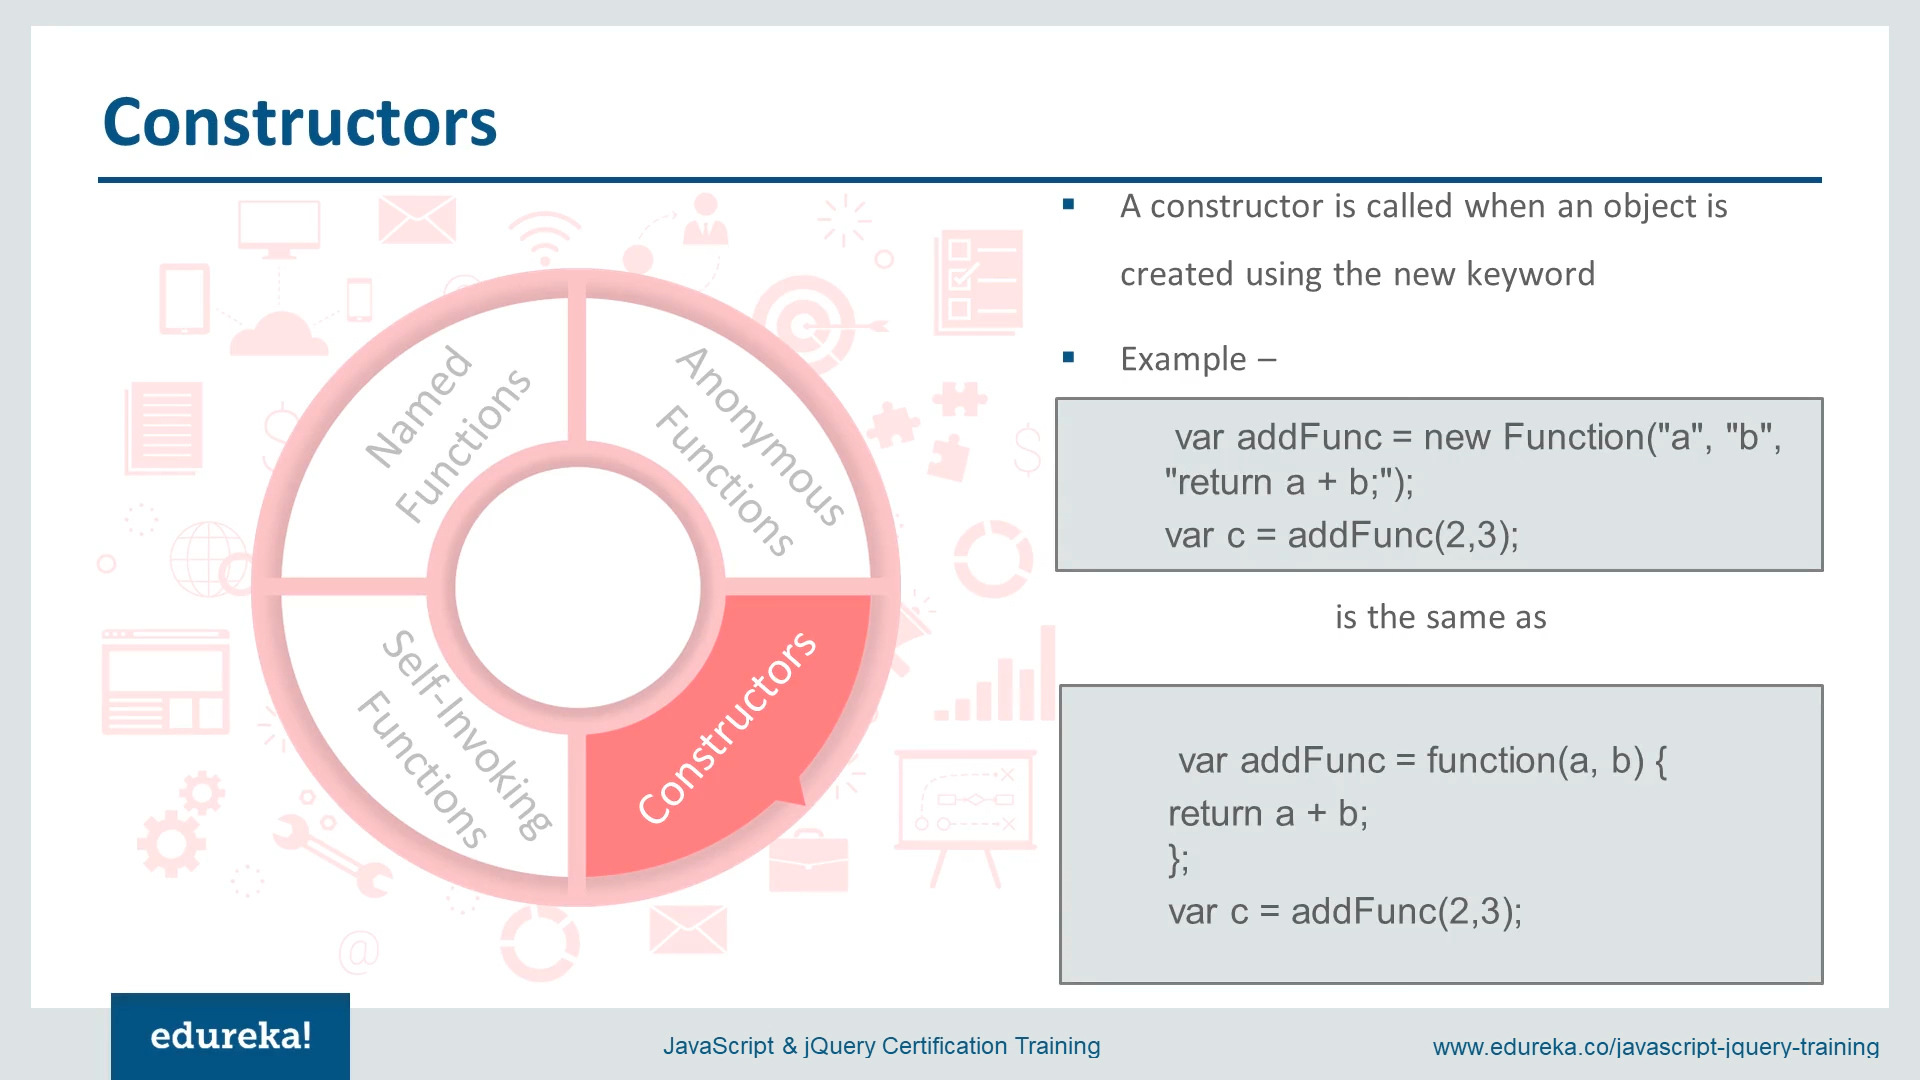 Constructors
▪ A constructor is called when an object is
created using the new keyword
▪ Example –
var addFunc = new Function("a", "b",
"return a + b;");
var c = addFunc(2,3);
is the same as
var addFunc = function(a, b) {
return a + b;
};
var c = addFunc(2,3);
Named
Functions
Anonymous
Functions
Self-Invoking
Functions
Constructors
edureka!
JavaScript & jQuery Certification Training
www.edureka.co/javascript-jquery-training